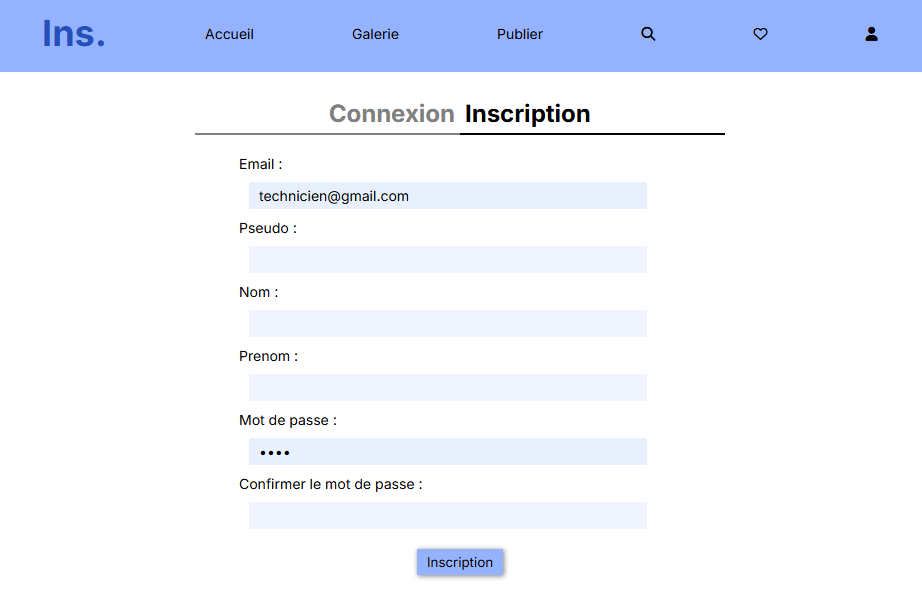 Ins. Accueil Galerie Publier
Connexion Inscription
Email :
technicien@gmail.com
Pseudo :
Nom :
Prenom :
Mot de passe :
••••
Confirmer le mot de passe :
Inscription